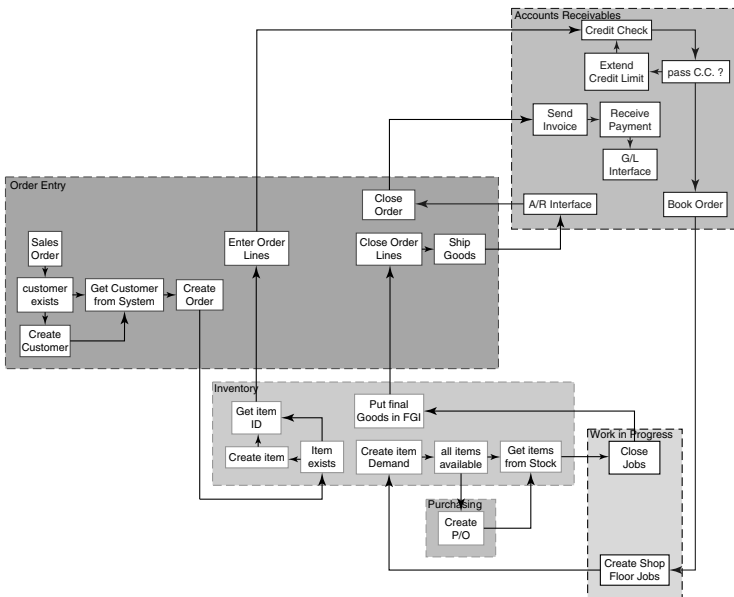 Accounts Receivables
Credit Check
Extend
Credit Limit
pass C.C. ?
Send
Invoice
Receive
Payment
G/L
Interface
A/R Interface
Book Order
Order Entry
Close
Order
Sales
Order
Enter Order
Lines
Close Order
Lines
Ship
Goods
customer
exists
Get Customer
from System
Create
Order
Create
Customer
Inventory
Get item
ID
Put final
Goods in FGI
Create item
Item
exists
Create item
Demand
all items
available
Get items
from Stock
Work in Progress
Close
Jobs
Purchasing
Create
P/O
Create Shop
Floor Jobs